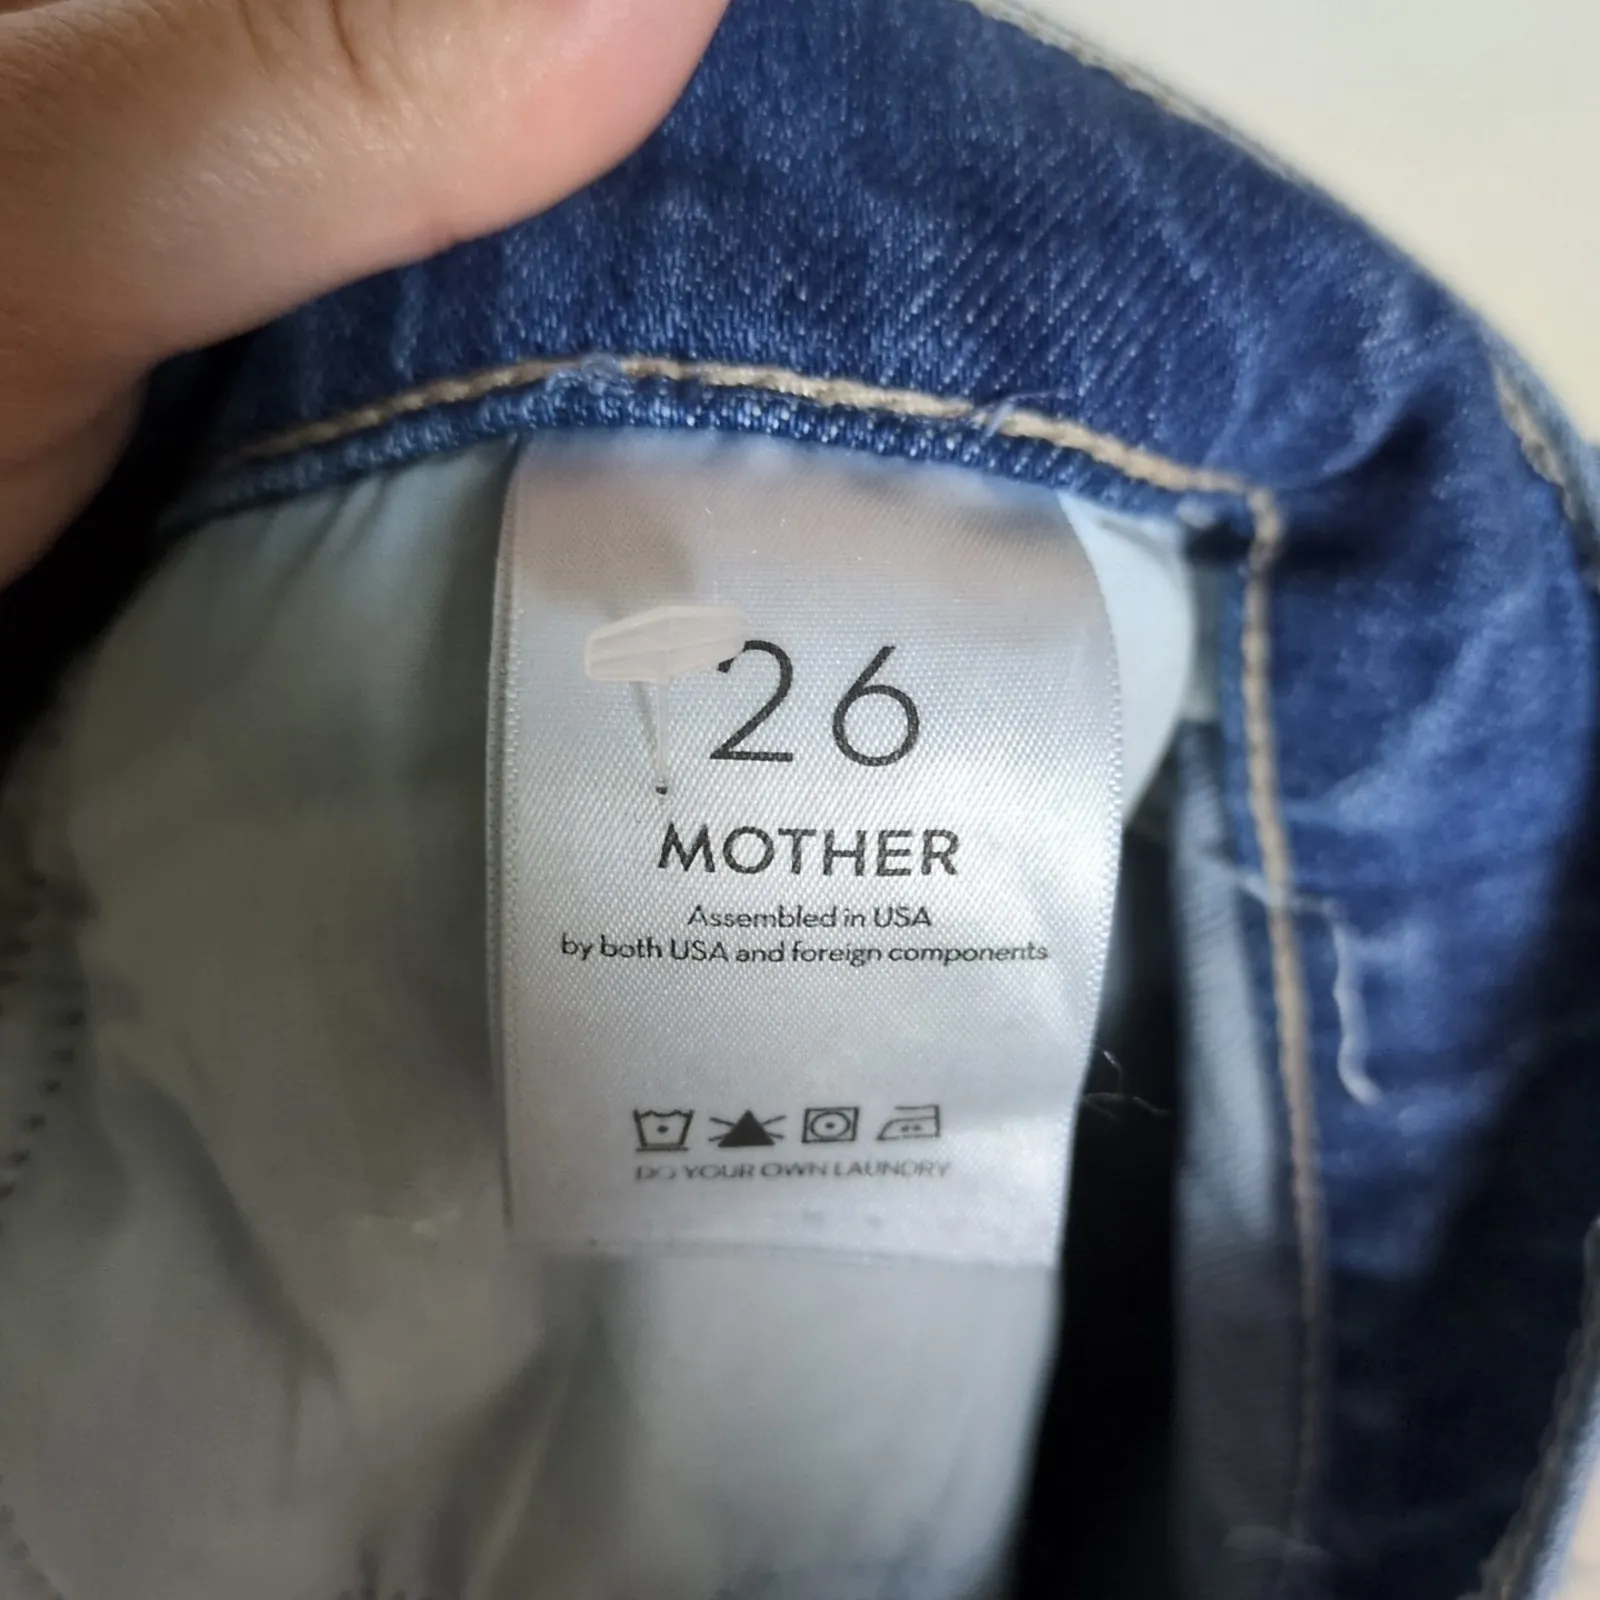 26
MOTHER
Assembled in USA
by both USA and foreign components
DO YOUR OWN LAUNDRY